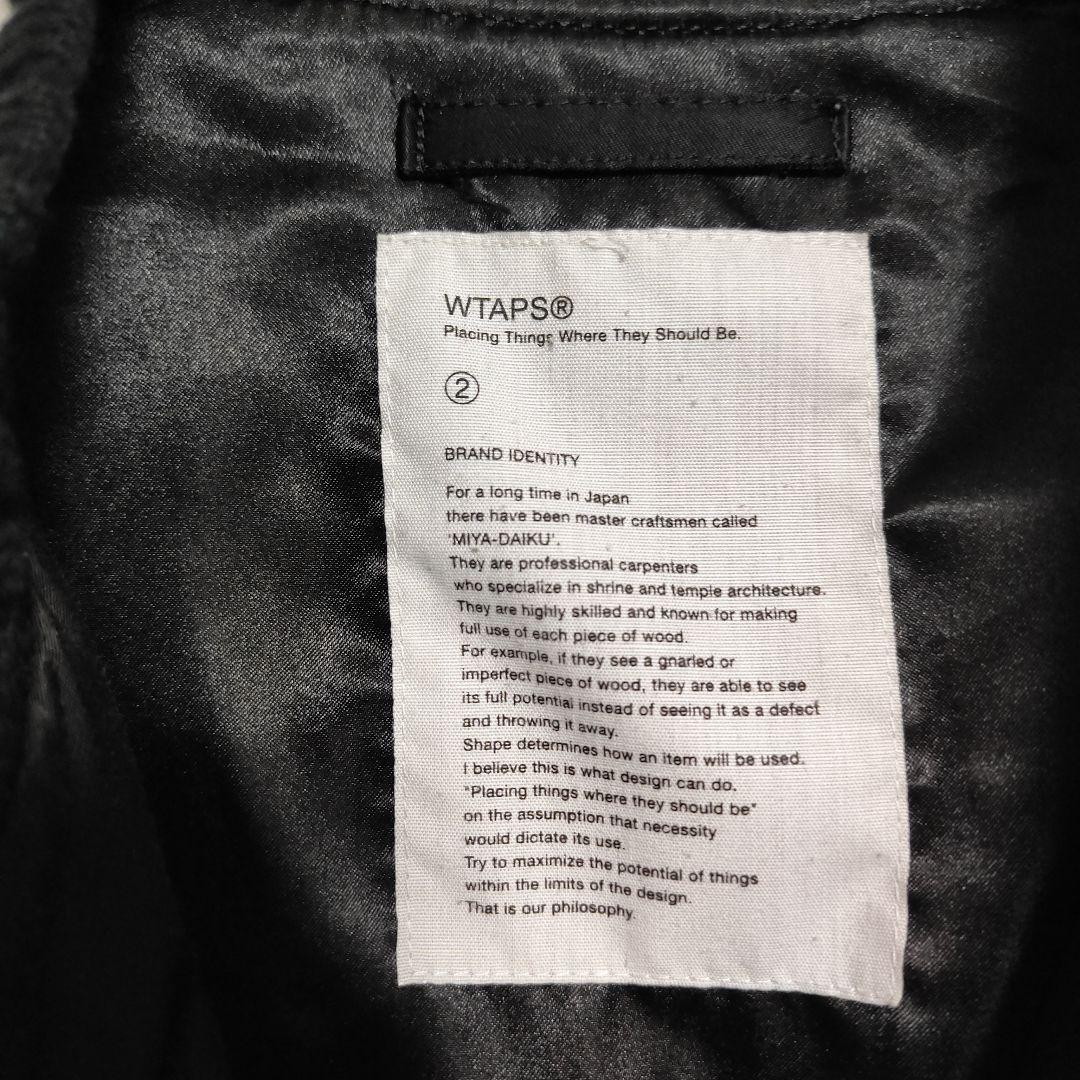 WTAPS®
Placing Things Where They Should Be.
②
BRAND IDENTITY
For a long time in Japan
there have been master craftsmen called
'MIYA-DAIKU'.
They are professional carpenters
who specialize in shrine and temple architecture.
They are highly skilled and known for making
full use of each piece of wood.
For example, if they see a gnarled or
imperfect piece of wood, they are able to see
its full potential instead of seeing it as a defect
and throwing it away.
Shape determines how an item will be used.
I believe this is what design can do.
"Placing things where they should be"
on the assumption that necessity
would dictate its use.
Try to maximize the potential of things
within the limits of the design.
That is our philosophy.